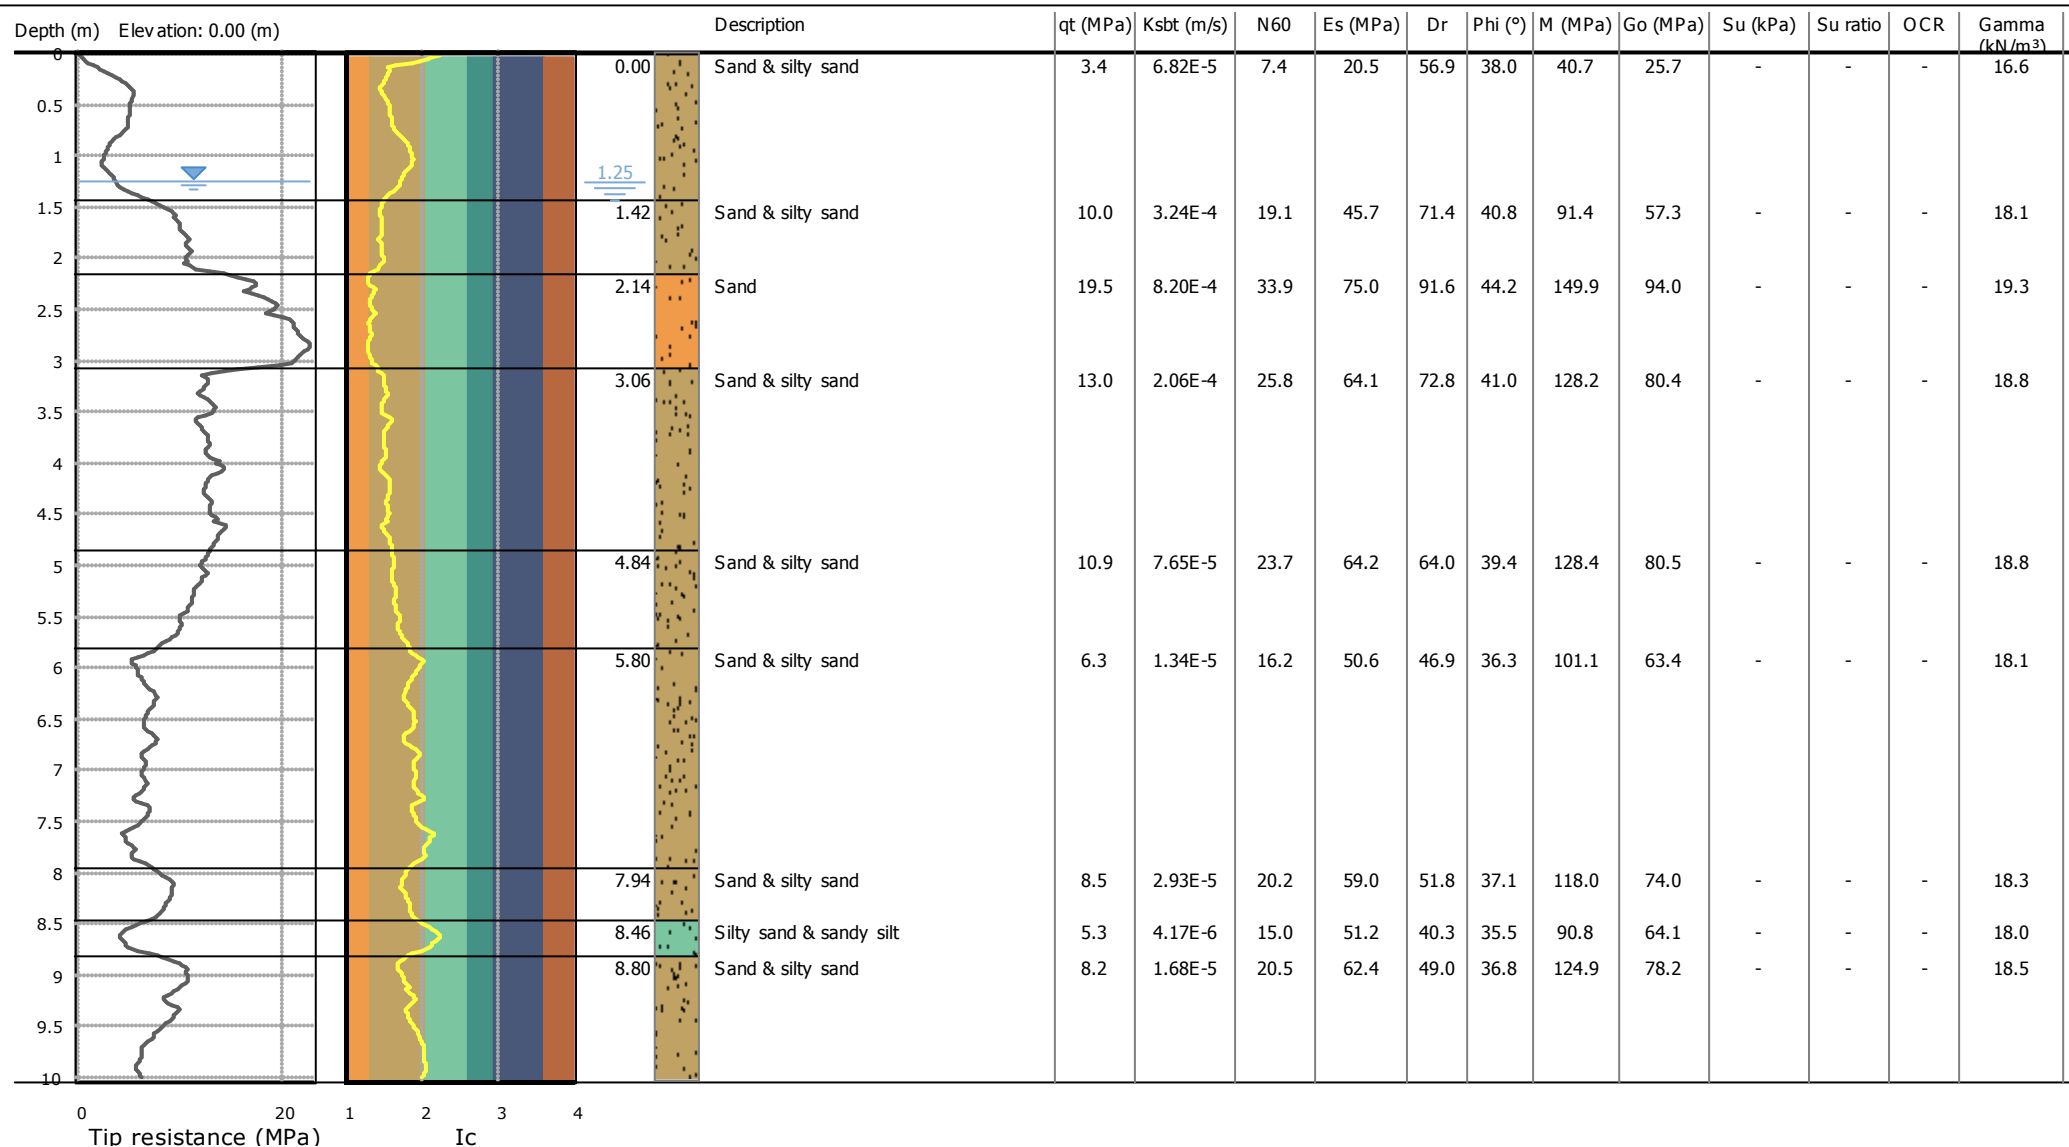 Depth (m) Elevation: 0.00 (m) Description qt (MPa) Ksbt (m/s) N60 Es (MPa) Dr Phi (°) M (MPa) Go (MPa) Su (kPa) Su ratio OCR Gamma (kN/m³)
0 0.00 Sand & silty sand 3.4 6.82E-5 7.4 20.5 56.9 38.0 40.7 25.7 - - - 16.6
0.5
1
1.25
1.5 1.42 Sand & silty sand 10.0 3.24E-4 19.1 45.7 71.4 40.8 91.4 57.3 - - - 18.1
2
2.14 Sand 19.5 8.20E-4 33.9 75.0 91.6 44.2 149.9 94.0 - - - 19.3
2.5
3
3.06 Sand & silty sand 13.0 2.06E-4 25.8 64.1 72.8 41.0 128.2 80.4 - - - 18.8
3.5
4
4.5
5 4.84 Sand & silty sand 10.9 7.65E-5 23.7 64.2 64.0 39.4 128.4 80.5 - - - 18.8
5.5
6 5.80 Sand & silty sand 6.3 1.34E-5 16.2 50.6 46.9 36.3 101.1 63.4 - - - 18.1
6.5
7
7.5
8 7.94 Sand & silty sand 8.5 2.93E-5 20.2 59.0 51.8 37.1 118.0 74.0 - - - 18.3
8.5 8.46 Silty sand & sandy silt 5.3 4.17E-6 15.0 51.2 40.3 35.5 90.8 64.1 - - - 18.0
9 8.80 Sand & silty sand 8.2 1.68E-5 20.5 62.4 49.0 36.8 124.9 78.2 - - - 18.5
9.5
10
0 20 1 2 3 4
Tip resistance (MPa) Ic